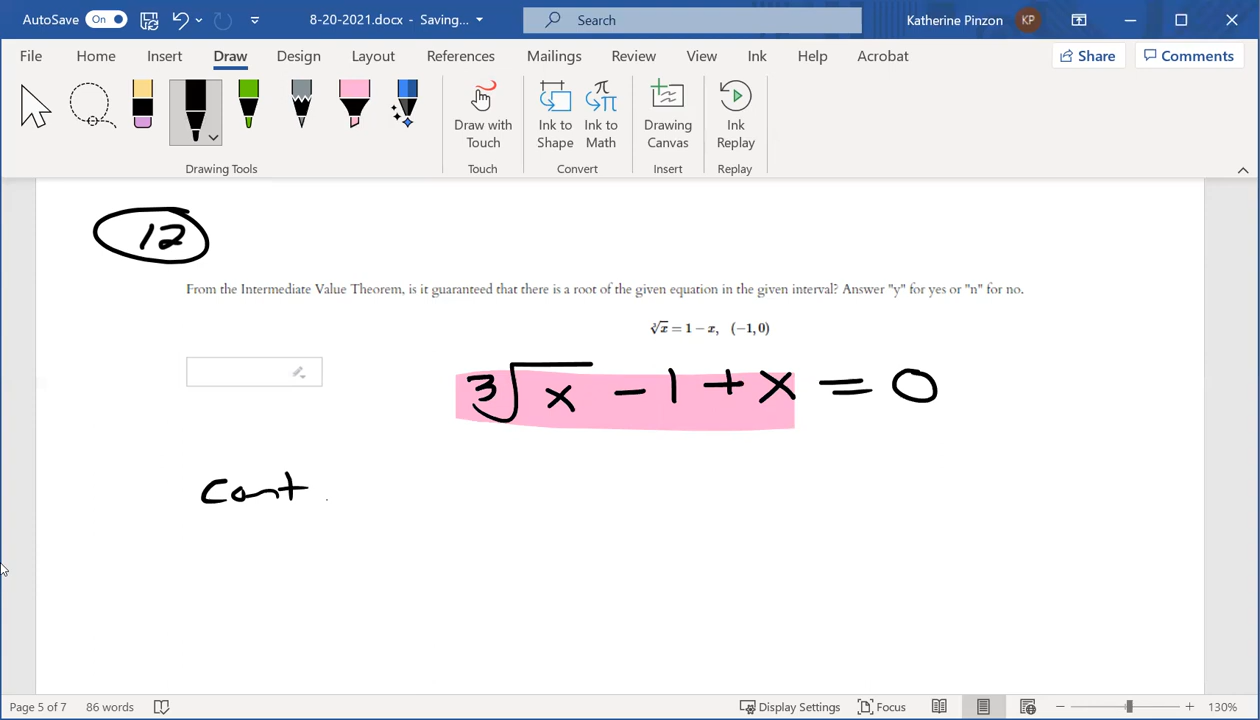 AutoSave On 8-20-2021.docx - Saving... Search Katherine Pinzon KP
File Home Insert Draw Design Layout References Mailings Review View Ink Help Acrobat Share Comments
Draw with Touch Ink to Shape Ink to Math Drawing Canvas Ink Replay
Drawing Tools Touch Convert Insert Replay
12
From the Intermediate Value Theorem, is it guaranteed that there is a root of the given equation in the given interval? Answer "y" for yes or "n" for no.
∛x = 1 − x, (−1, 0)
∛x − 1 + x = 0
cont
Page 5 of 7 86 words Display Settings Focus 130%